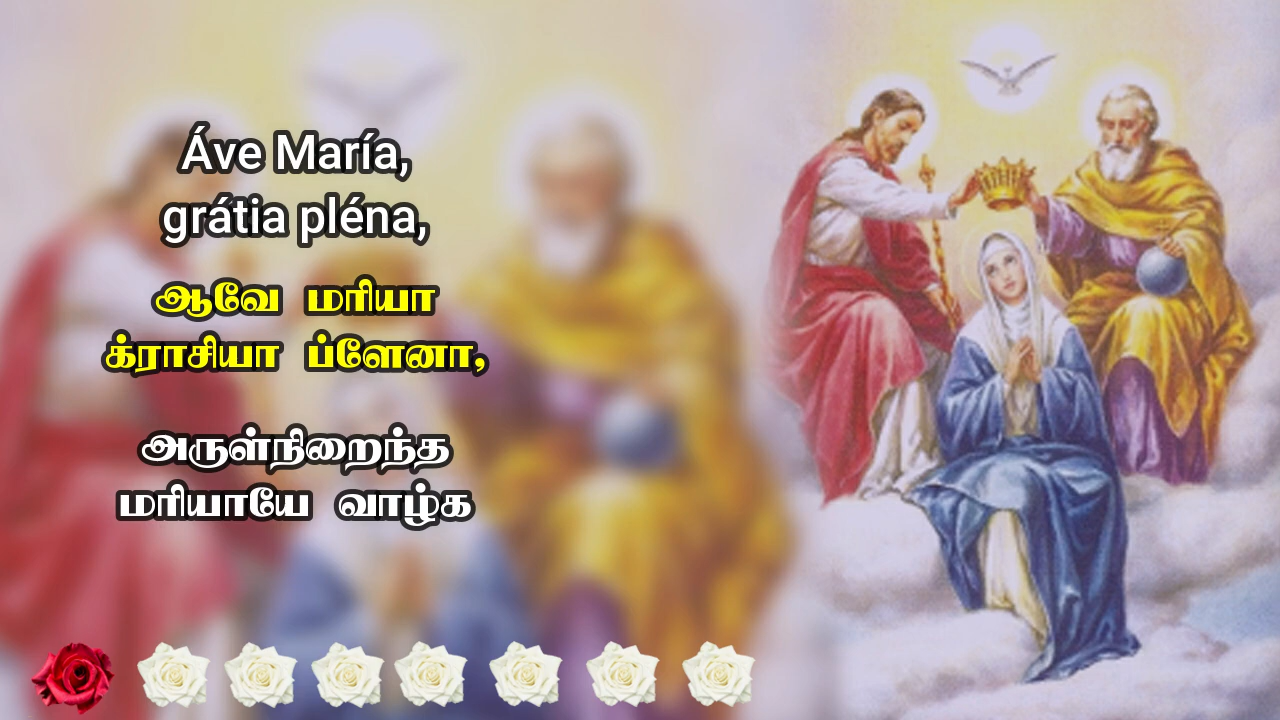 Áve María,
grátia pléna,
ஆவே மரியா
க்ராசியா ப்ளேனா,
அருள்நிறைந்த
மரியாயே வாழ்க